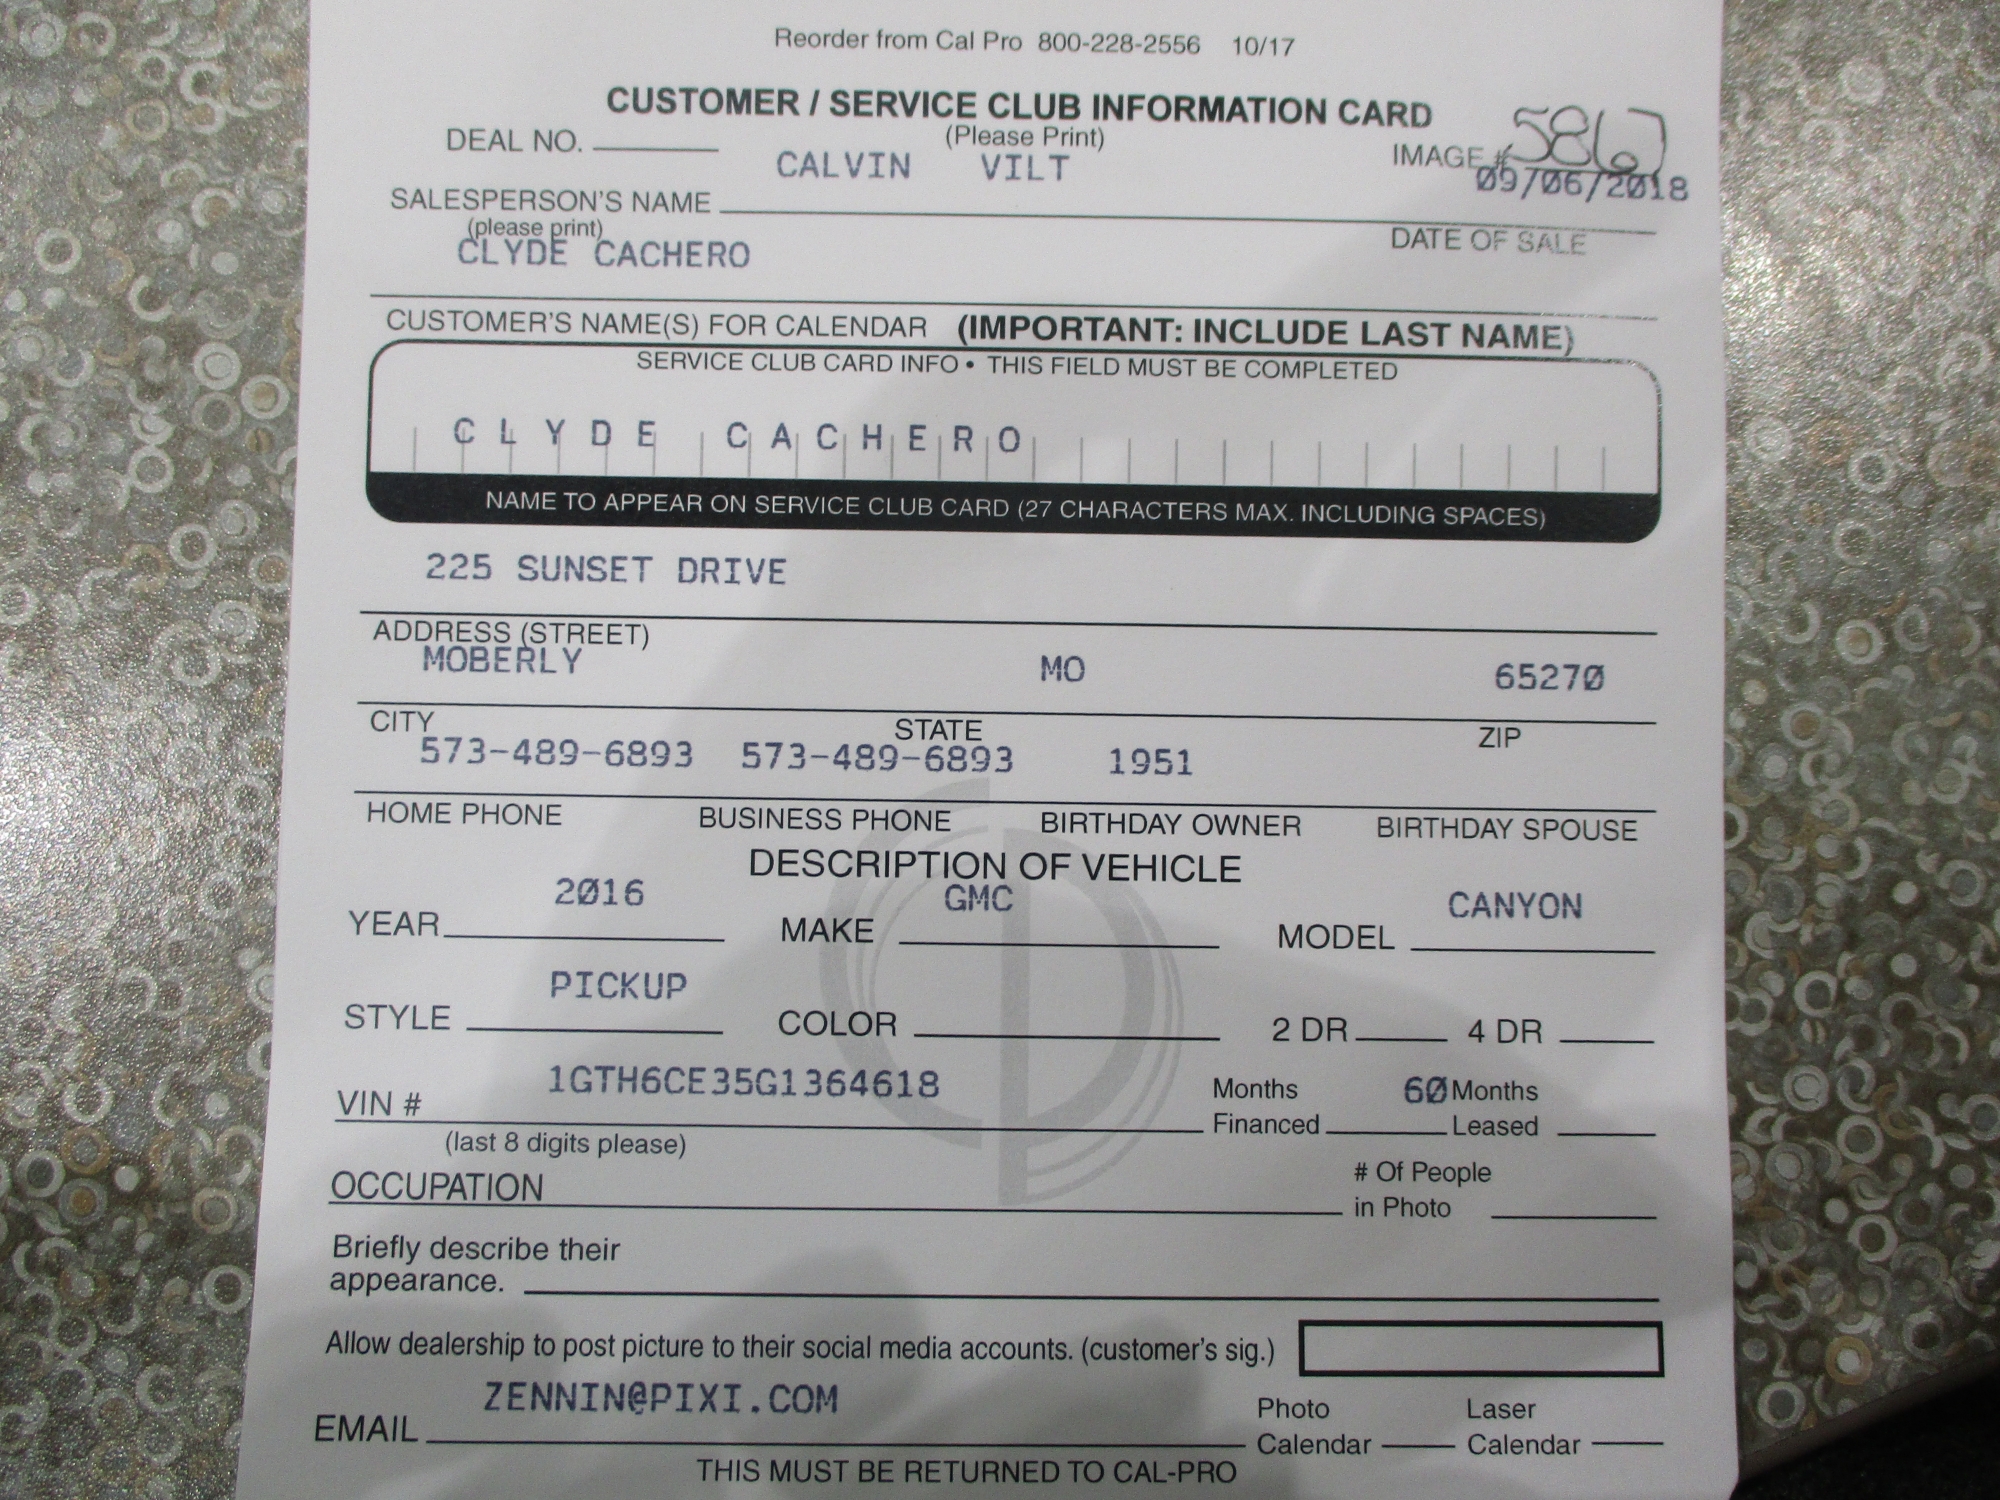 Reorder from Cal Pro 800-228-2556 10/17
CUSTOMER / SERVICE CLUB INFORMATION CARD
(Please Print)
DEAL NO.
IMAGE # 5867
CALVIN VILT
09/06/2018
SALESPERSON'S NAME
(please print)
DATE OF SALE
CLYDE CACHERO
CUSTOMER'S NAME(S) FOR CALENDAR (IMPORTANT: INCLUDE LAST NAME)
SERVICE CLUB CARD INFO • THIS FIELD MUST BE COMPLETED
CLYDE CACHERO
NAME TO APPEAR ON SERVICE CLUB CARD (27 CHARACTERS MAX. INCLUDING SPACES)
225 SUNSET DRIVE
ADDRESS (STREET)
MOBERLY MO 65270
CITY STATE ZIP
573-489-6893 573-489-6893 1951
HOME PHONE BUSINESS PHONE BIRTHDAY OWNER BIRTHDAY SPOUSE
DESCRIPTION OF VEHICLE
YEAR 2016 MAKE GMC MODEL CANYON
STYLE PICKUP COLOR 2 DR 4 DR
VIN # 1GTH6CE35G1364618 Months Financed 60 Months Leased
(last 8 digits please)
OCCUPATION # Of People in Photo
Briefly describe their
appearance.
Allow dealership to post picture to their social media accounts. (customer's sig.)
EMAIL ZENNIN@PIXI.COM Photo Calendar Laser Calendar
THIS MUST BE RETURNED TO CAL-PRO